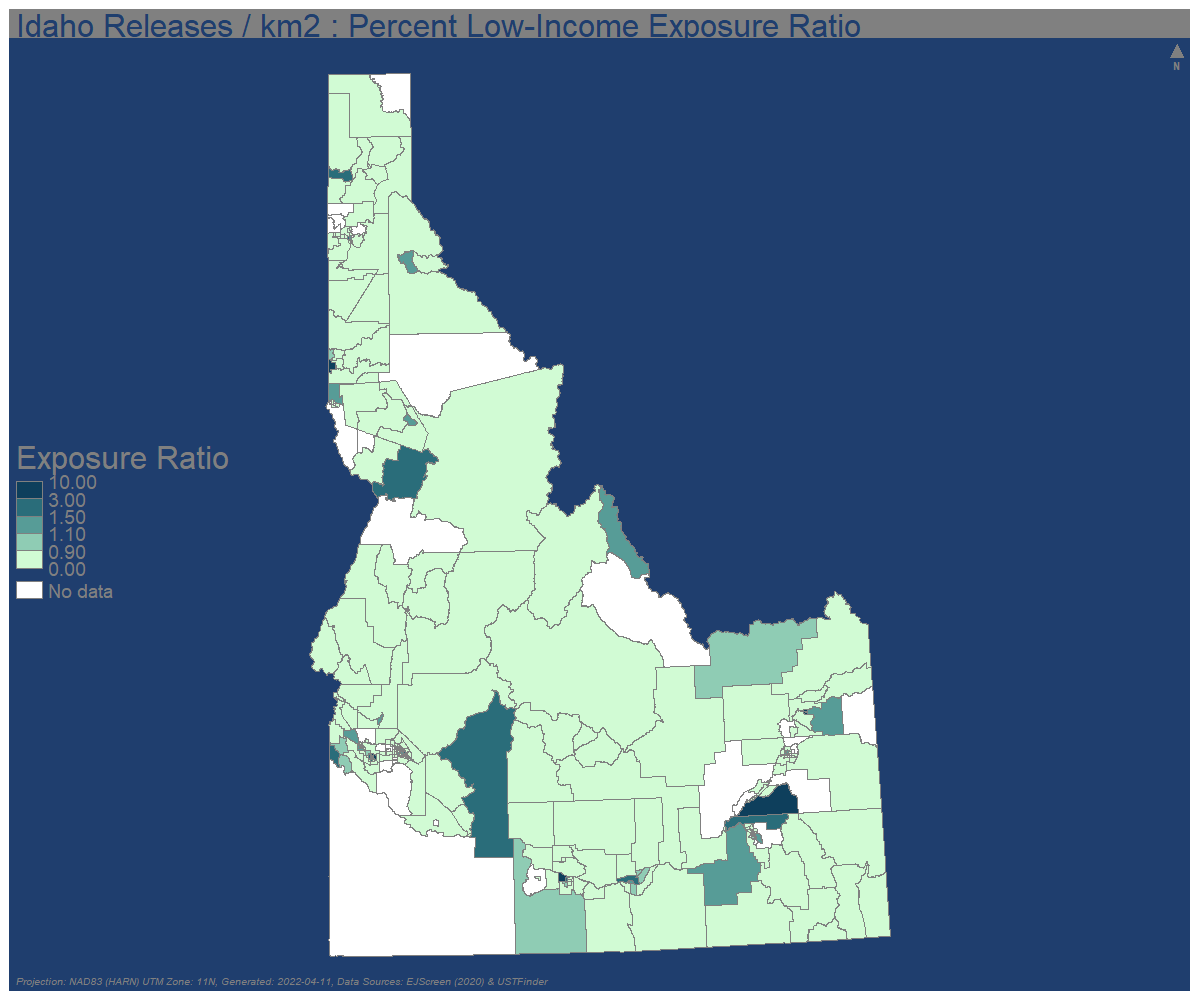 Idaho Releases / km2 : Percent Low-Income Exposure Ratio
N
Exposure Ratio
10.00
3.00
1.50
1.10
0.90
0.00
No data
Projection: NAD83 (HARN) UTM Zone: 11N, Generated: 2022-04-11, Data Sources: EJScreen (2020) & USTFinder